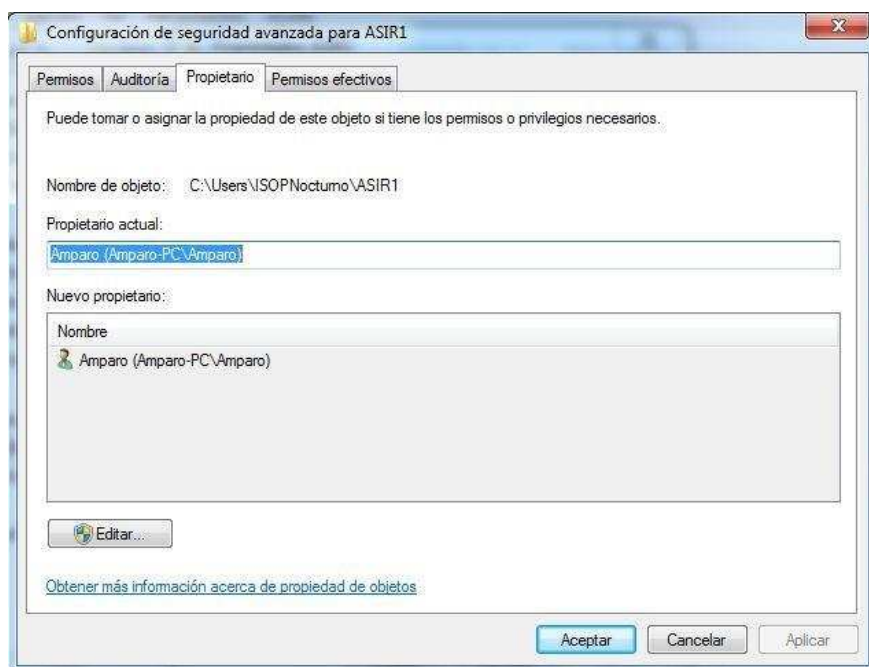 Configuración de seguridad avanzada para ASIR1
Permisos Auditoría Propietario Permisos efectivos
Puede tomar o asignar la propiedad de este objeto si tiene los permisos o privilegios necesarios.
Nombre de objeto: C:\Users\ISOPNocturno\ASIR1
Propietario actual:
Amparo (Amparo-PC\Amparo)
Nuevo propietario:
Nombre
Amparo (Amparo-PC\Amparo)
Editar...
Obtener más información acerca de propiedad de objetos
Aceptar Cancelar Aplicar